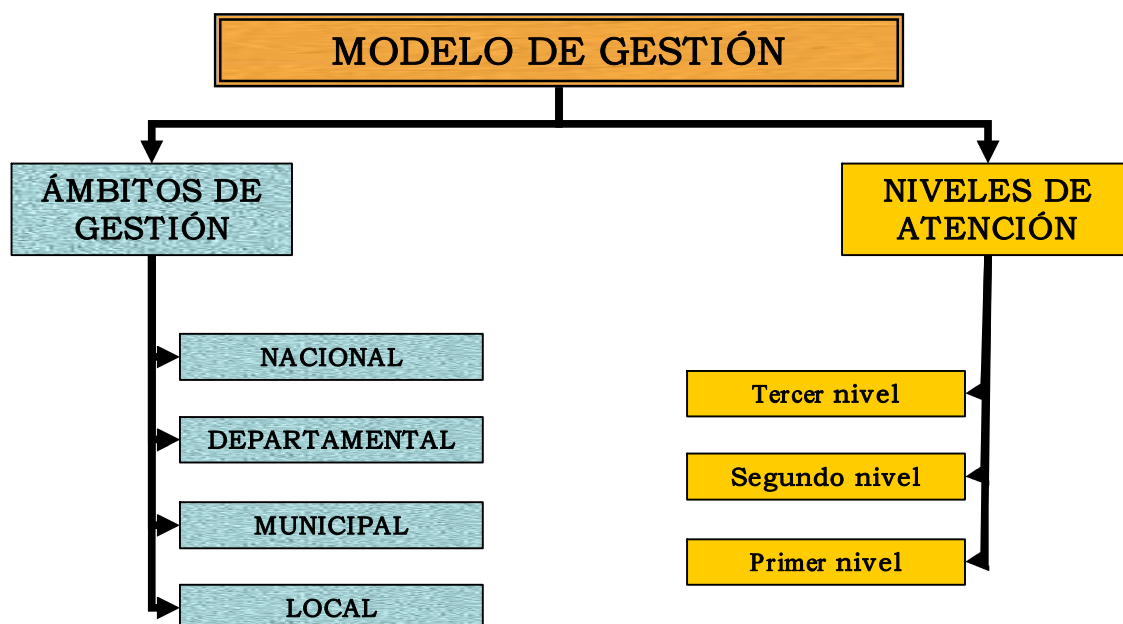 MODELO DE GESTIÓN
ÁMBITOS DE
GESTIÓN
NACIONAL
DEPARTAMENTAL
MUNICIPAL
LOCAL
NIVELES DE
ATENCIÓN
Tercer nivel
Segundo nivel
Primer nivel